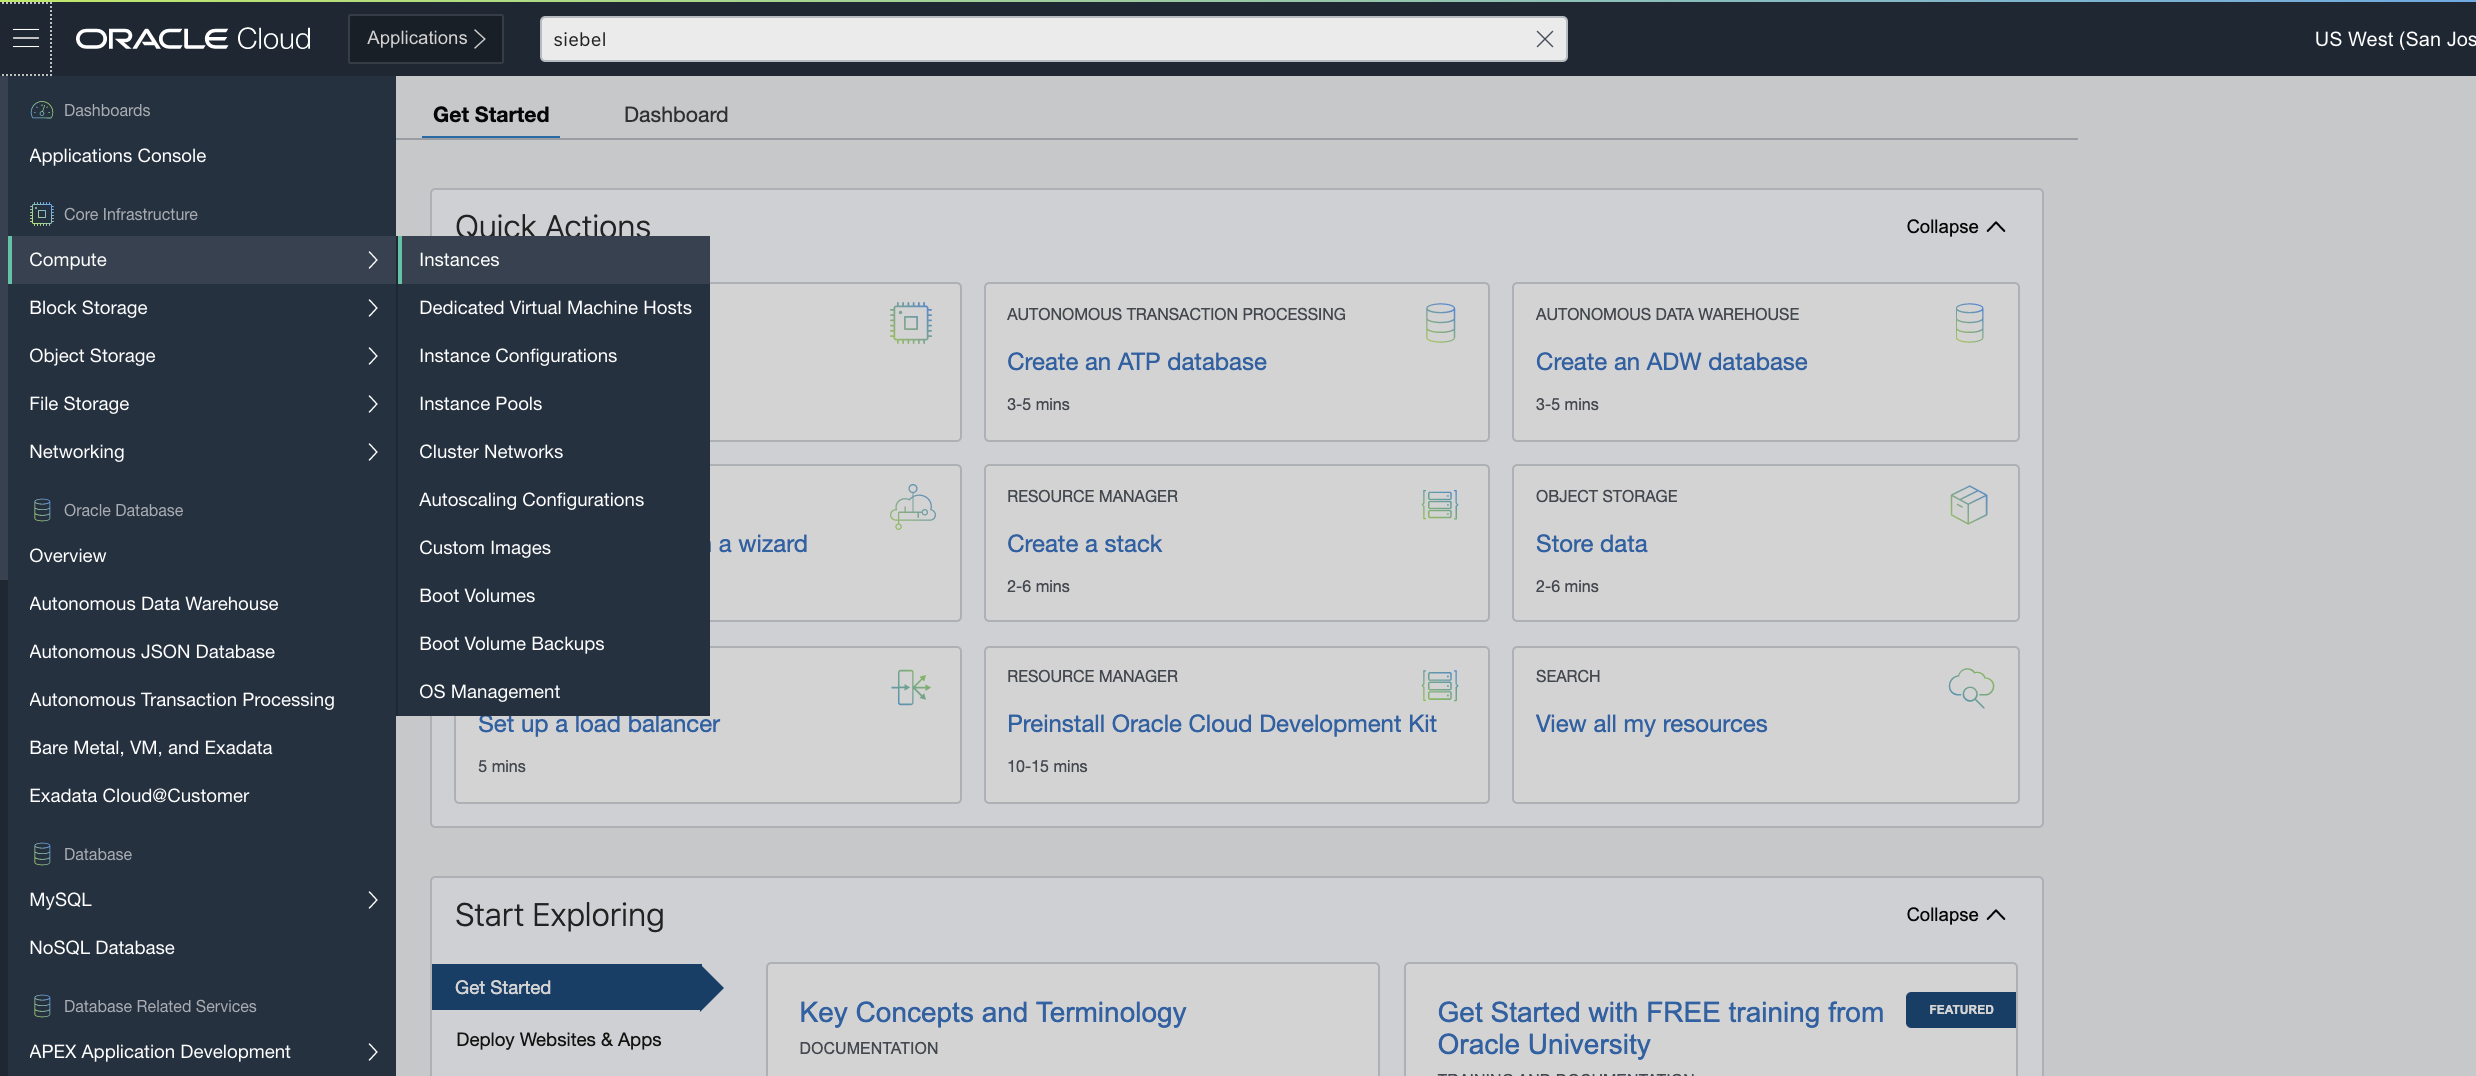 ORACLE Cloud
Applications
siebel
US West (San Jos
Dashboards
Applications Console
Core Infrastructure
Compute
Block Storage
Object Storage
File Storage
Networking
Oracle Database
Overview
Autonomous Data Warehouse
Autonomous JSON Database
Autonomous Transaction Processing
Bare Metal, VM, and Exadata
Exadata Cloud@Customer
Database
MySQL
NoSQL Database
Database Related Services
APEX Application Development
Instances
Dedicated Virtual Machine Hosts
Instance Configurations
Instance Pools
Cluster Networks
Autoscaling Configurations
Custom Images
Boot Volumes
Boot Volume Backups
OS Management
Get Started
Dashboard
Quick Actions
Collapse
AUTONOMOUS TRANSACTION PROCESSING
Create an ATP database
3-5 mins
AUTONOMOUS DATA WAREHOUSE
Create an ADW database
3-5 mins
a wizard
RESOURCE MANAGER
Create a stack
2-6 mins
OBJECT STORAGE
Store data
2-6 mins
Set up a load balancer
5 mins
RESOURCE MANAGER
Preinstall Oracle Cloud Development Kit
10-15 mins
SEARCH
View all my resources
Start Exploring
Collapse
Get Started
Deploy Websites & Apps
Key Concepts and Terminology
DOCUMENTATION
Get Started with FREE training from
Oracle University
FEATURED
TRAINING AND DOCUMENTATION